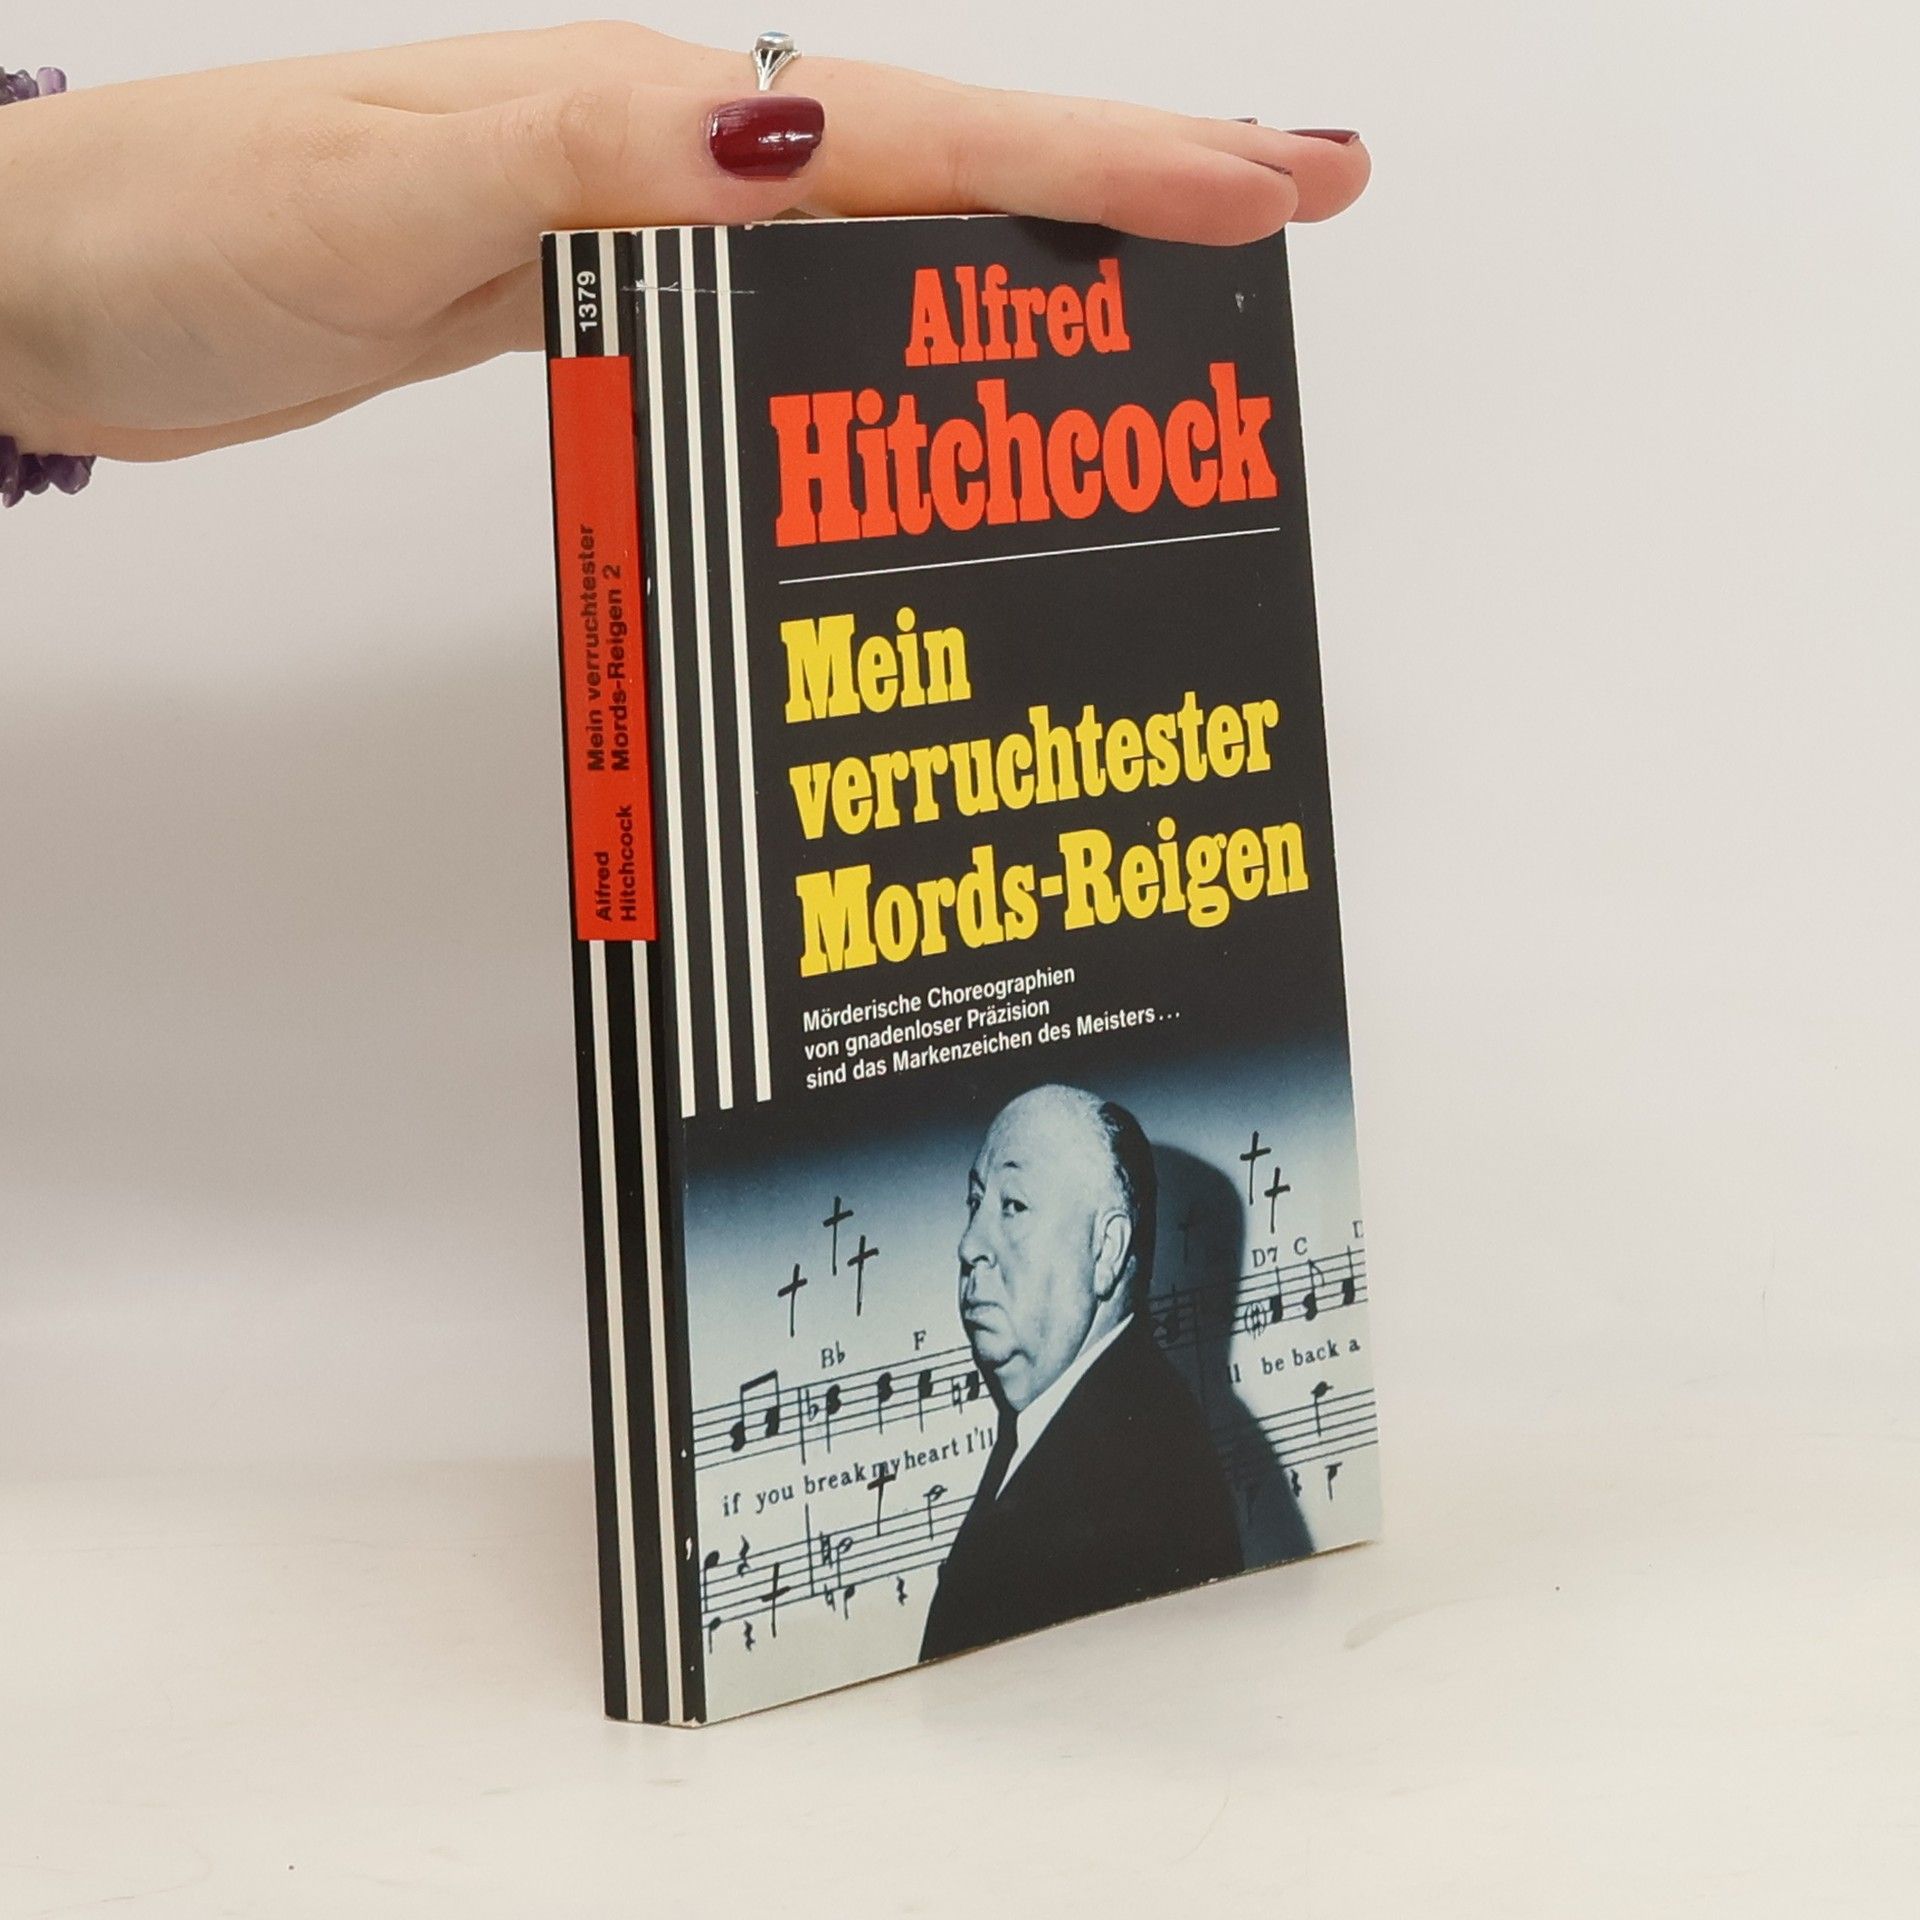 1379
Alfred
Hitchcock
Mein verruchtester
Mords-Reigen 2
Alfred
Hitchcock
Mein
verruchtester
Mords-Reigen
Mörderische Choreographien
von gnadenloser Präzision
sind das Markenzeichen des Meisters...
D7 C
Bb F
be back a
if you break my heart I'll